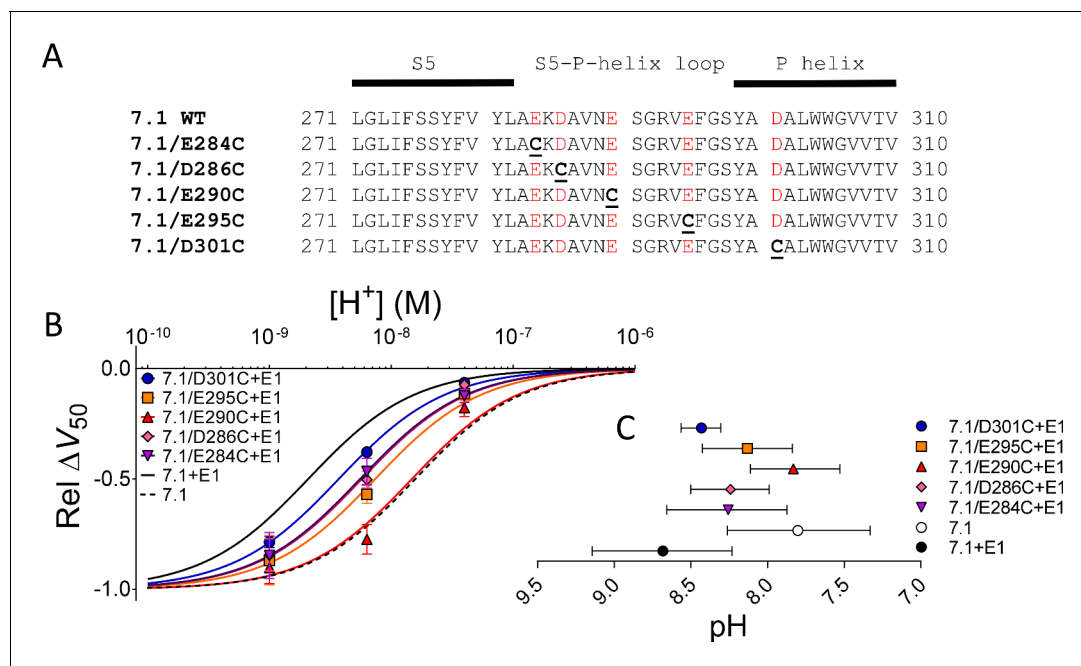 A
S5 S5-P-helix loop P helix
7.1 WT 271 LGLIFSSYFV YLAEKDAVNE SGRVEFGSYA DALWWGVVTV 310
7.1/E284C 271 LGLIFSSYFV YLACKDAVNE SGRVEFGSYA DALWWGVVTV 310
7.1/D286C 271 LGLIFSSYFV YLAEKCAVNE SGRVEFGSYA DALWWGVVTV 310
7.1/E290C 271 LGLIFSSYFV YLAEKDAVNC SGRVEFGSYA DALWWGVVTV 310
7.1/E295C 271 LGLIFSSYFV YLAEKDAVNE SGRVCFGSYA DALWWGVVTV 310
7.1/D301C 271 LGLIFSSYFV YLAEKDAVNE SGRVEFGSYA CALWWGVVTV 310
B
[H+] (M)
10-10 10-9 10-8 10-7 10-6
0.0
-0.5
-1.0
Rel ΔV50
7.1/D301C+E1
7.1/E295C+E1
7.1/E290C+E1
7.1/D286C+E1
7.1/E284C+E1
7.1+E1
7.1
C
7.1/D301C+E1
7.1/E295C+E1
7.1/E290C+E1
7.1/D286C+E1
7.1/E284C+E1
7.1
7.1+E1
9.5 9.0 8.5 8.0 7.5 7.0
pH